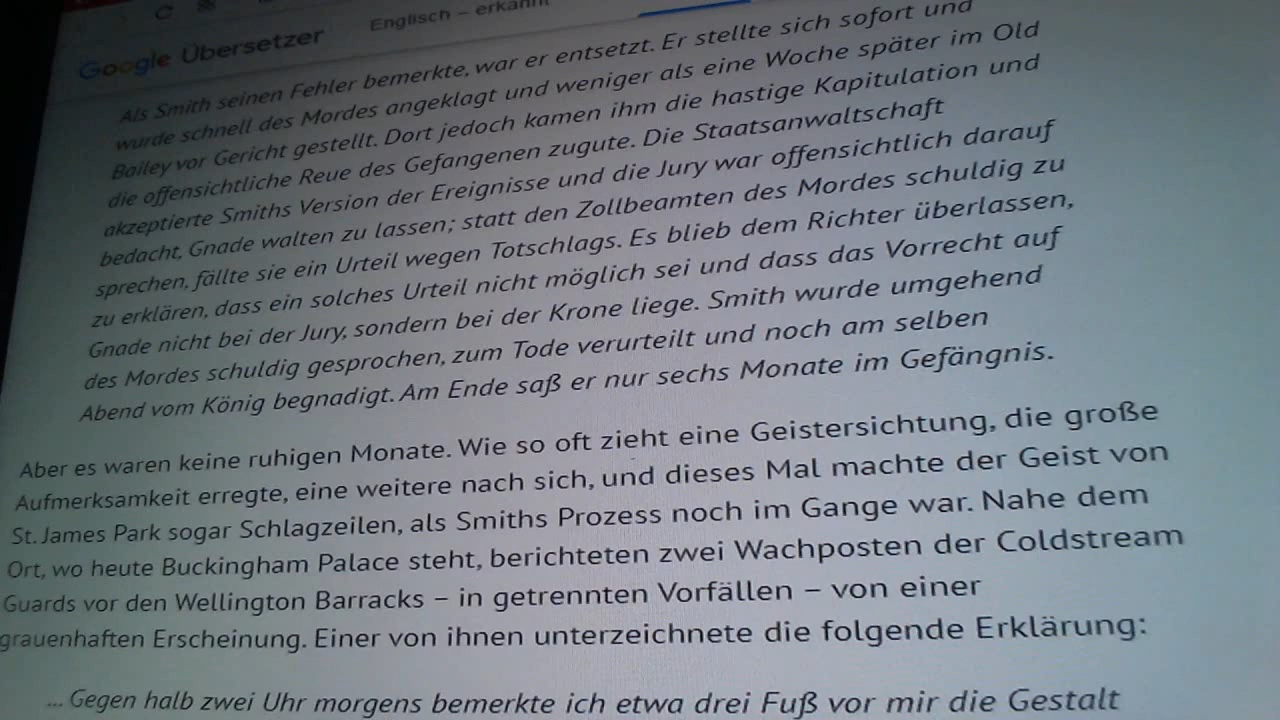 Google Übersetzer
Englisch – erkannt
Als Smith seinen Fehler bemerkte, war er entsetzt. Er stellte sich sofort und
wurde schnell des Mordes angeklagt und weniger als eine Woche später im Old
Bailey vor Gericht gestellt. Dort jedoch kamen ihm die hastige Kapitulation und
die offensichtliche Reue des Gefangenen zugute. Die Staatsanwaltschaft
akzeptierte Smiths Version der Ereignisse und die Jury war offensichtlich darauf
bedacht, Gnade walten zu lassen; statt den Zollbeamten des Mordes schuldig zu
sprechen, fällte sie ein Urteil wegen Totschlags. Es blieb dem Richter überlassen,
zu erklären, dass ein solches Urteil nicht möglich sei und dass das Vorrecht auf
Gnade nicht bei der Jury, sondern bei der Krone liege. Smith wurde umgehend
des Mordes schuldig gesprochen, zum Tode verurteilt und noch am selben
Abend vom König begnadigt. Am Ende saß er nur sechs Monate im Gefängnis.
Aber es waren keine ruhigen Monate. Wie so oft zieht eine Geistersichtung, die große
Aufmerksamkeit erregte, eine weitere nach sich, und dieses Mal machte der Geist von
St. James Park sogar Schlagzeilen, als Smiths Prozess noch im Gange war. Nahe dem
Ort, wo heute Buckingham Palace steht, berichteten zwei Wachposten der Coldstream
Guards vor den Wellington Barracks – in getrennten Vorfällen – von einer
grauenhaften Erscheinung. Einer von ihnen unterzeichnete die folgende Erklärung:
... Gegen halb zwei Uhr morgens bemerkte ich etwa drei Fuß vor mir die Gestalt